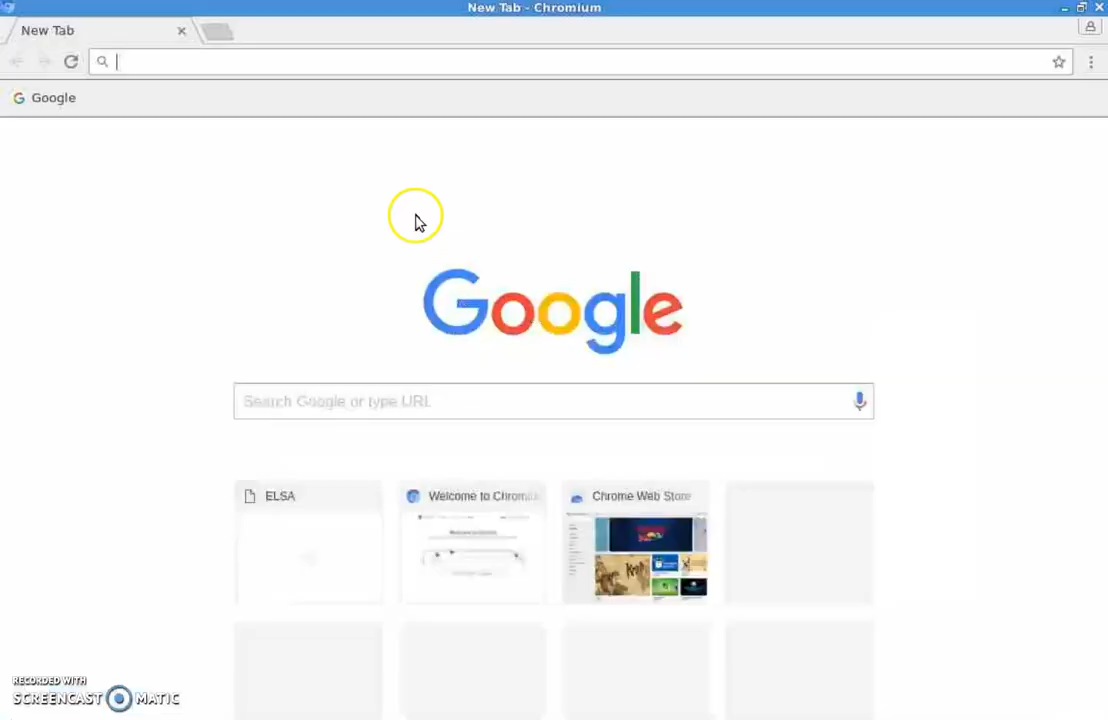 New Tab - Chromium
New Tab
Google
Google
Search Google or type URL
ELSA
Welcome to Chromiu
Chrome Web Store
RECORDED WITH
SCREENCAST MATIC